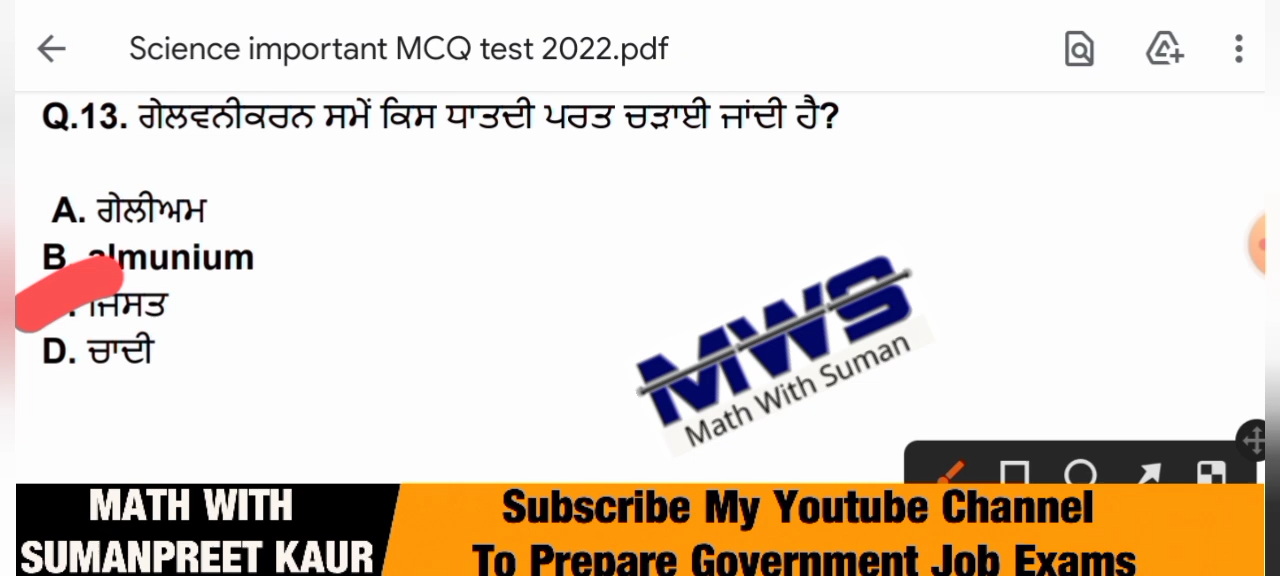 Science important MCQ test 2022.pdf
Q.13. ਗੇਲਵਨੀਕਰਨ ਸਮੇਂ ਕਿਸ ਧਾਤਦੀ ਪਰਤ ਚੜਾਈ ਜਾਂਦੀ ਹੈ?
A. ਗੇਲੀਅਮ
B. almunium
ਜਿਸਤ
D. ਚਾਦੀ
MWS
Math With Suman
MATH WITH
SUMANPREET KAUR
Subscribe My Youtube Channel
To Prepare Government Job Exams